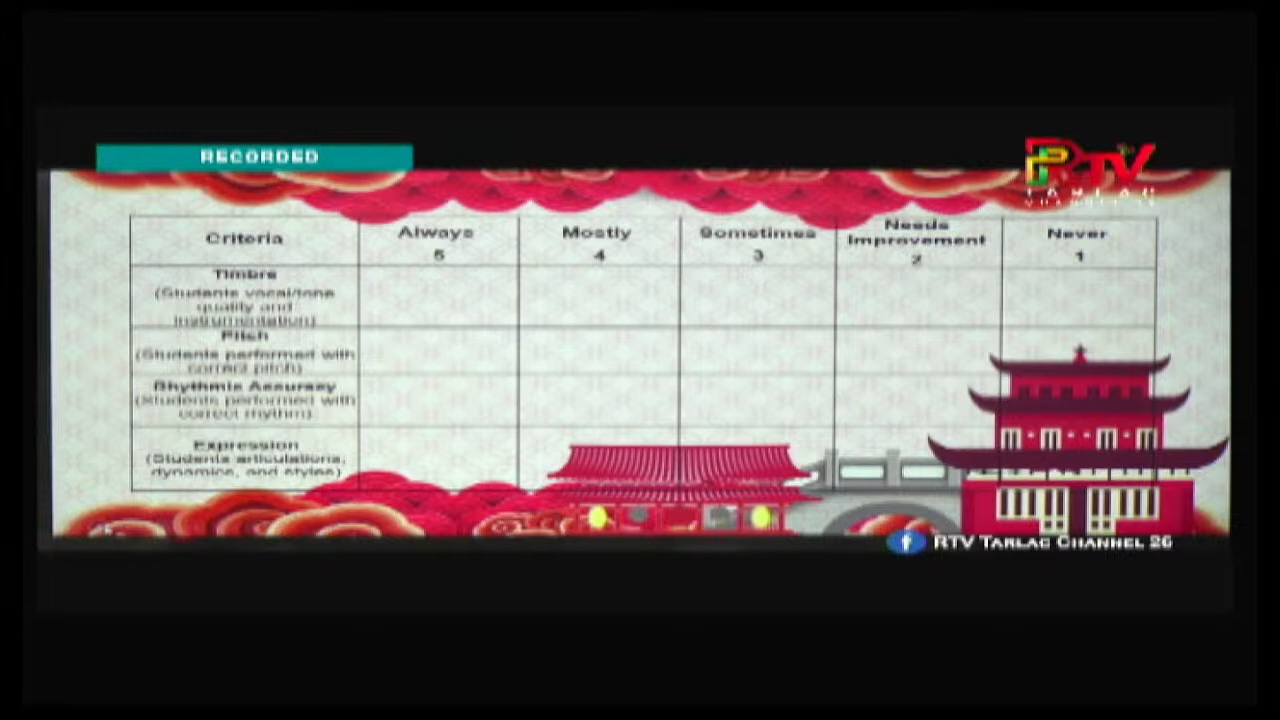 RECORDED
RTV
TARLAC
Criteria
Always
5
Mostly
4
Sometimes
3
Needs
Improvement
2
Never
1
Timbre
(Students vocal/tone
quality and
instrumentation)
Pitch
(Students performed with
correct pitch)
Rhythmic Accuracy
(Students performed with
correct rhythm)
Expression
(Students articulations,
dynamics, and styles)
RTV TARLAC CHANNEL 26